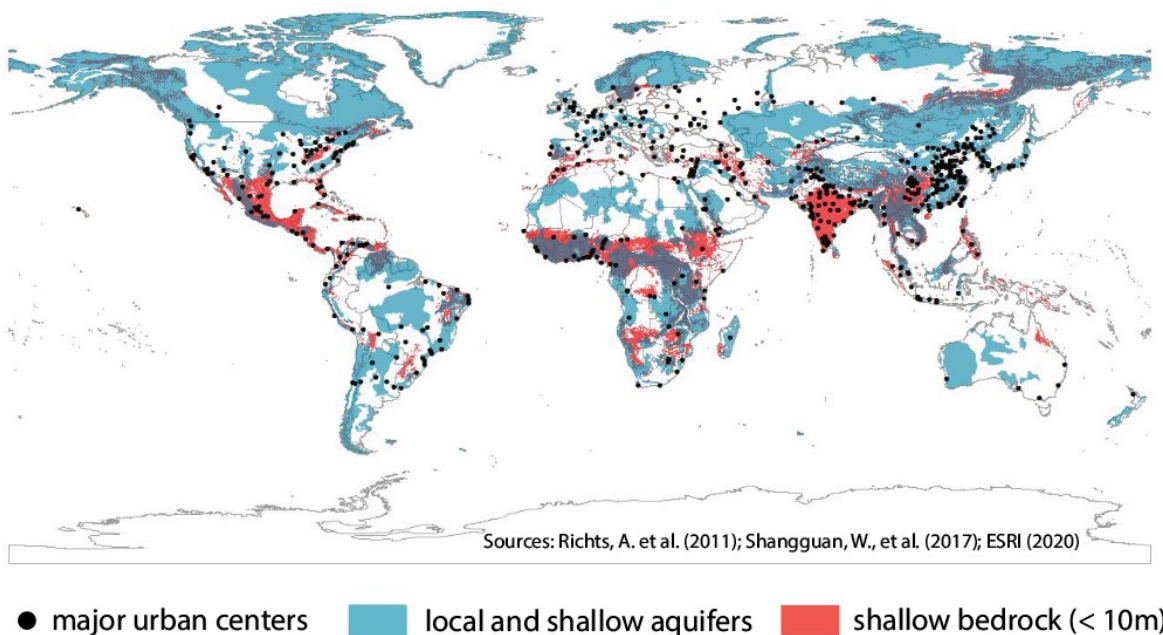 Sources: Richts, A. et al. (2011); Shangguan, W., et al. (2017); ESRI (2020)
major urban centers
local and shallow aquifers
shallow bedrock (< 10m)